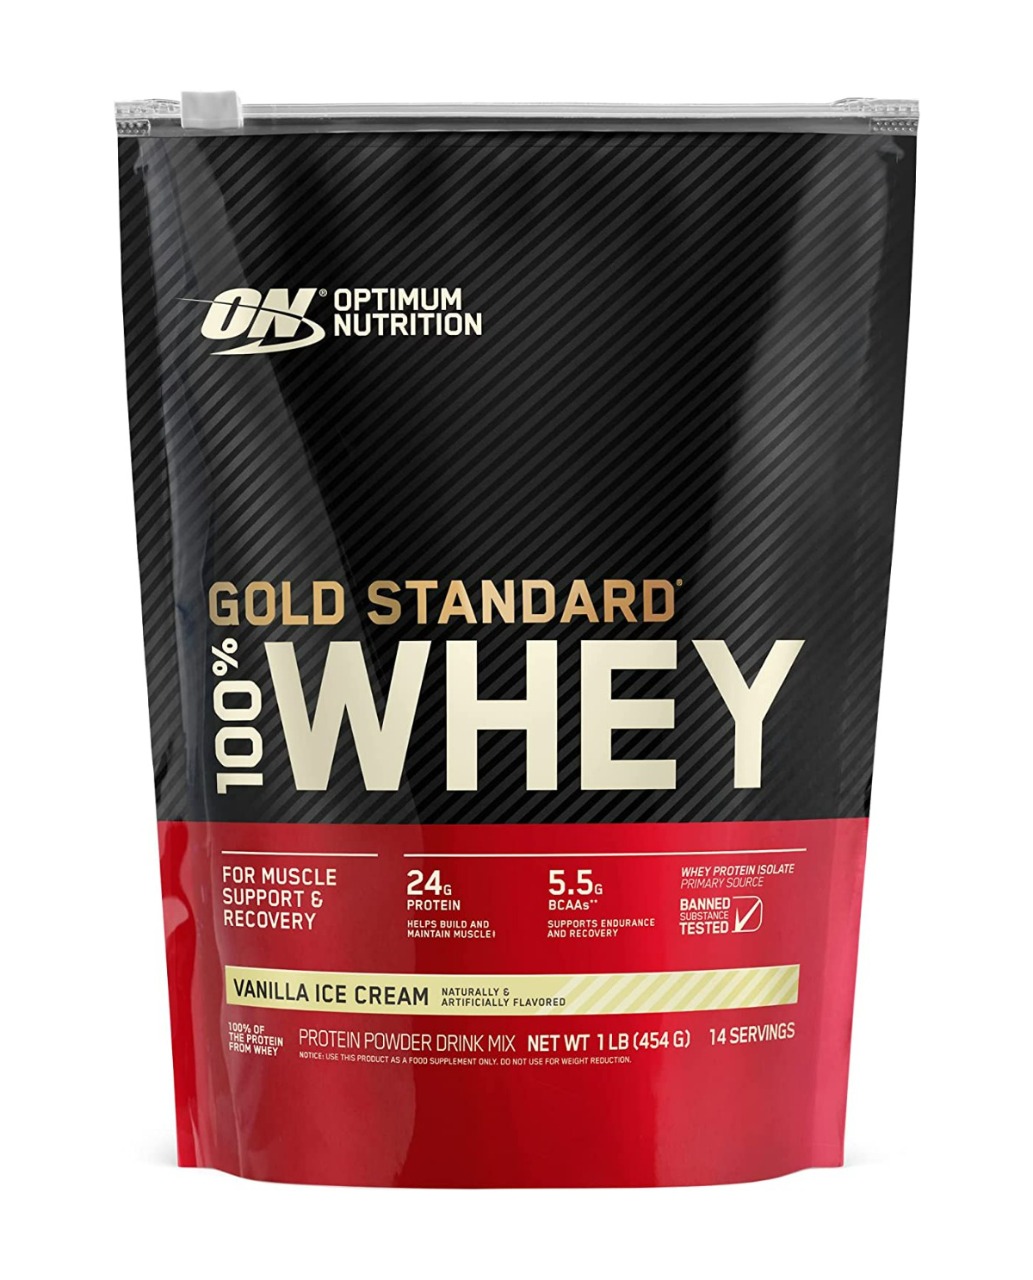 ON® OPTIMUM
NUTRITION
GOLD STANDARD®
100% WHEY
FOR MUSCLE
SUPPORT &
RECOVERY
24G
PROTEIN
HELPS BUILD AND
MAINTAIN MUSCLE‡
5.5G
BCAAs**
SUPPORTS ENDURANCE
AND RECOVERY
WHEY PROTEIN ISOLATE
PRIMARY SOURCE
BANNED
SUBSTANCE
TESTED
VANILLA ICE CREAM
NATURALLY &
ARTIFICIALLY FLAVORED
100% OF
THE PROTEIN
FROM WHEY
PROTEIN POWDER DRINK MIX NET WT 1 LB (454 G) 14 SERVINGS
NOTICE: USE THIS PRODUCT AS A FOOD SUPPLEMENT ONLY. DO NOT USE FOR WEIGHT REDUCTION.